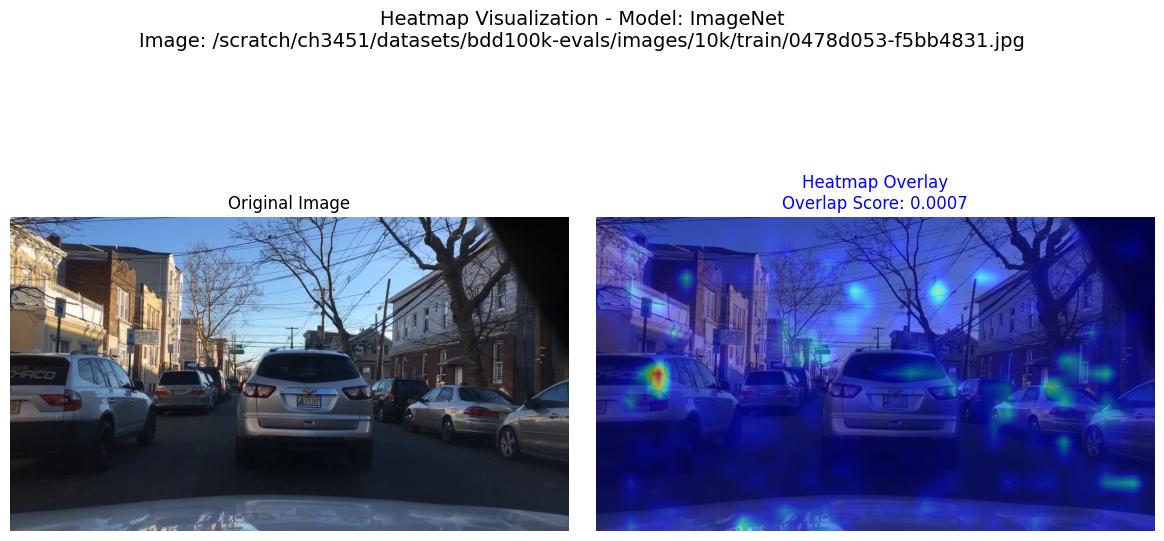 Heatmap Visualization - Model: ImageNet
Image: /scratch/ch3451/datasets/bdd100k-evals/images/10k/train/0478d053-f5bb4831.jpg
Original Image
Heatmap Overlay
Overlap Score: 0.0007